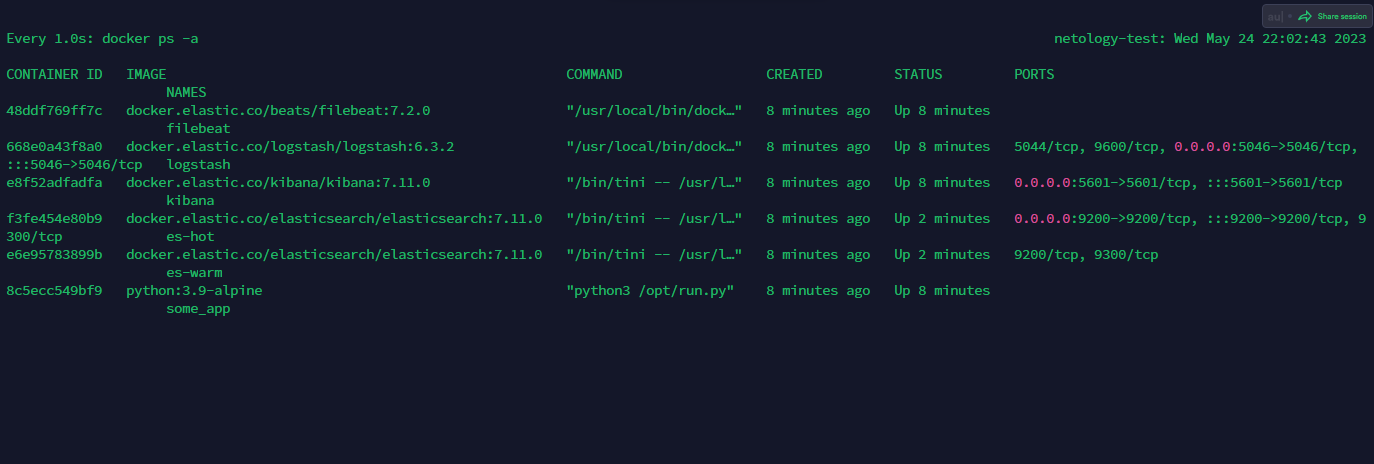 Share session
Every 1.0s: docker ps -a netology-test: Wed May 24 22:02:43 2023
CONTAINER ID IMAGE COMMAND CREATED STATUS PORTS
NAMES
48ddf769ff7c docker.elastic.co/beats/filebeat:7.2.0 "/usr/local/bin/dock…" 8 minutes ago Up 8 minutes
filebeat
668e0a43f8a0 docker.elastic.co/logstash/logstash:6.3.2 "/usr/local/bin/dock…" 8 minutes ago Up 8 minutes 5044/tcp, 9600/tcp, 0.0.0.0:5046->5046/tcp,
:::5046->5046/tcp logstash
e8f52adfadfa docker.elastic.co/kibana/kibana:7.11.0 "/bin/tini -- /usr/l…" 8 minutes ago Up 8 minutes 0.0.0.0:5601->5601/tcp, :::5601->5601/tcp
kibana
f3fe454e80b9 docker.elastic.co/elasticsearch/elasticsearch:7.11.0 "/bin/tini -- /usr/l…" 8 minutes ago Up 2 minutes 0.0.0.0:9200->9200/tcp, :::9200->9200/tcp, 9
300/tcp es-hot
e6e95783899b docker.elastic.co/elasticsearch/elasticsearch:7.11.0 "/bin/tini -- /usr/l…" 8 minutes ago Up 2 minutes 9200/tcp, 9300/tcp
es-warm
8c5ecc549bf9 python:3.9-alpine "python3 /opt/run.py" 8 minutes ago Up 8 minutes
some_app